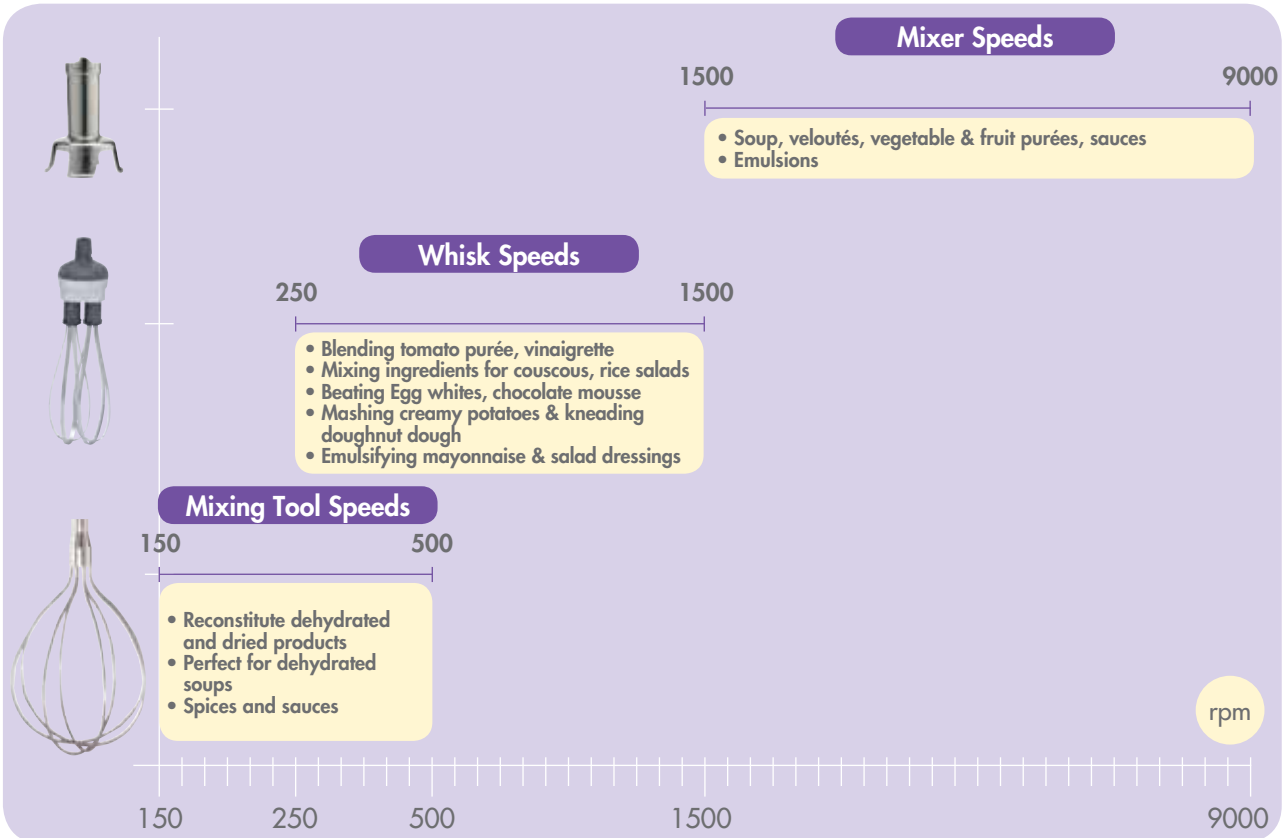 Mixer Speeds
1500 9000
• Soup, veloutés, vegetable & fruit purées, sauces
• Emulsions
Whisk Speeds
250 1500
• Blending tomato purée, vinaigrette
• Mixing ingredients for couscous, rice salads
• Beating Egg whites, chocolate mousse
• Mashing creamy potatoes & kneading
doughnut dough
• Emulsifying mayonnaise & salad dressings
Mixing Tool Speeds
150 500
• Reconstitute dehydrated
and dried products
• Perfect for dehydrated
soups
• Spices and sauces
rpm
150 250 500 1500 9000